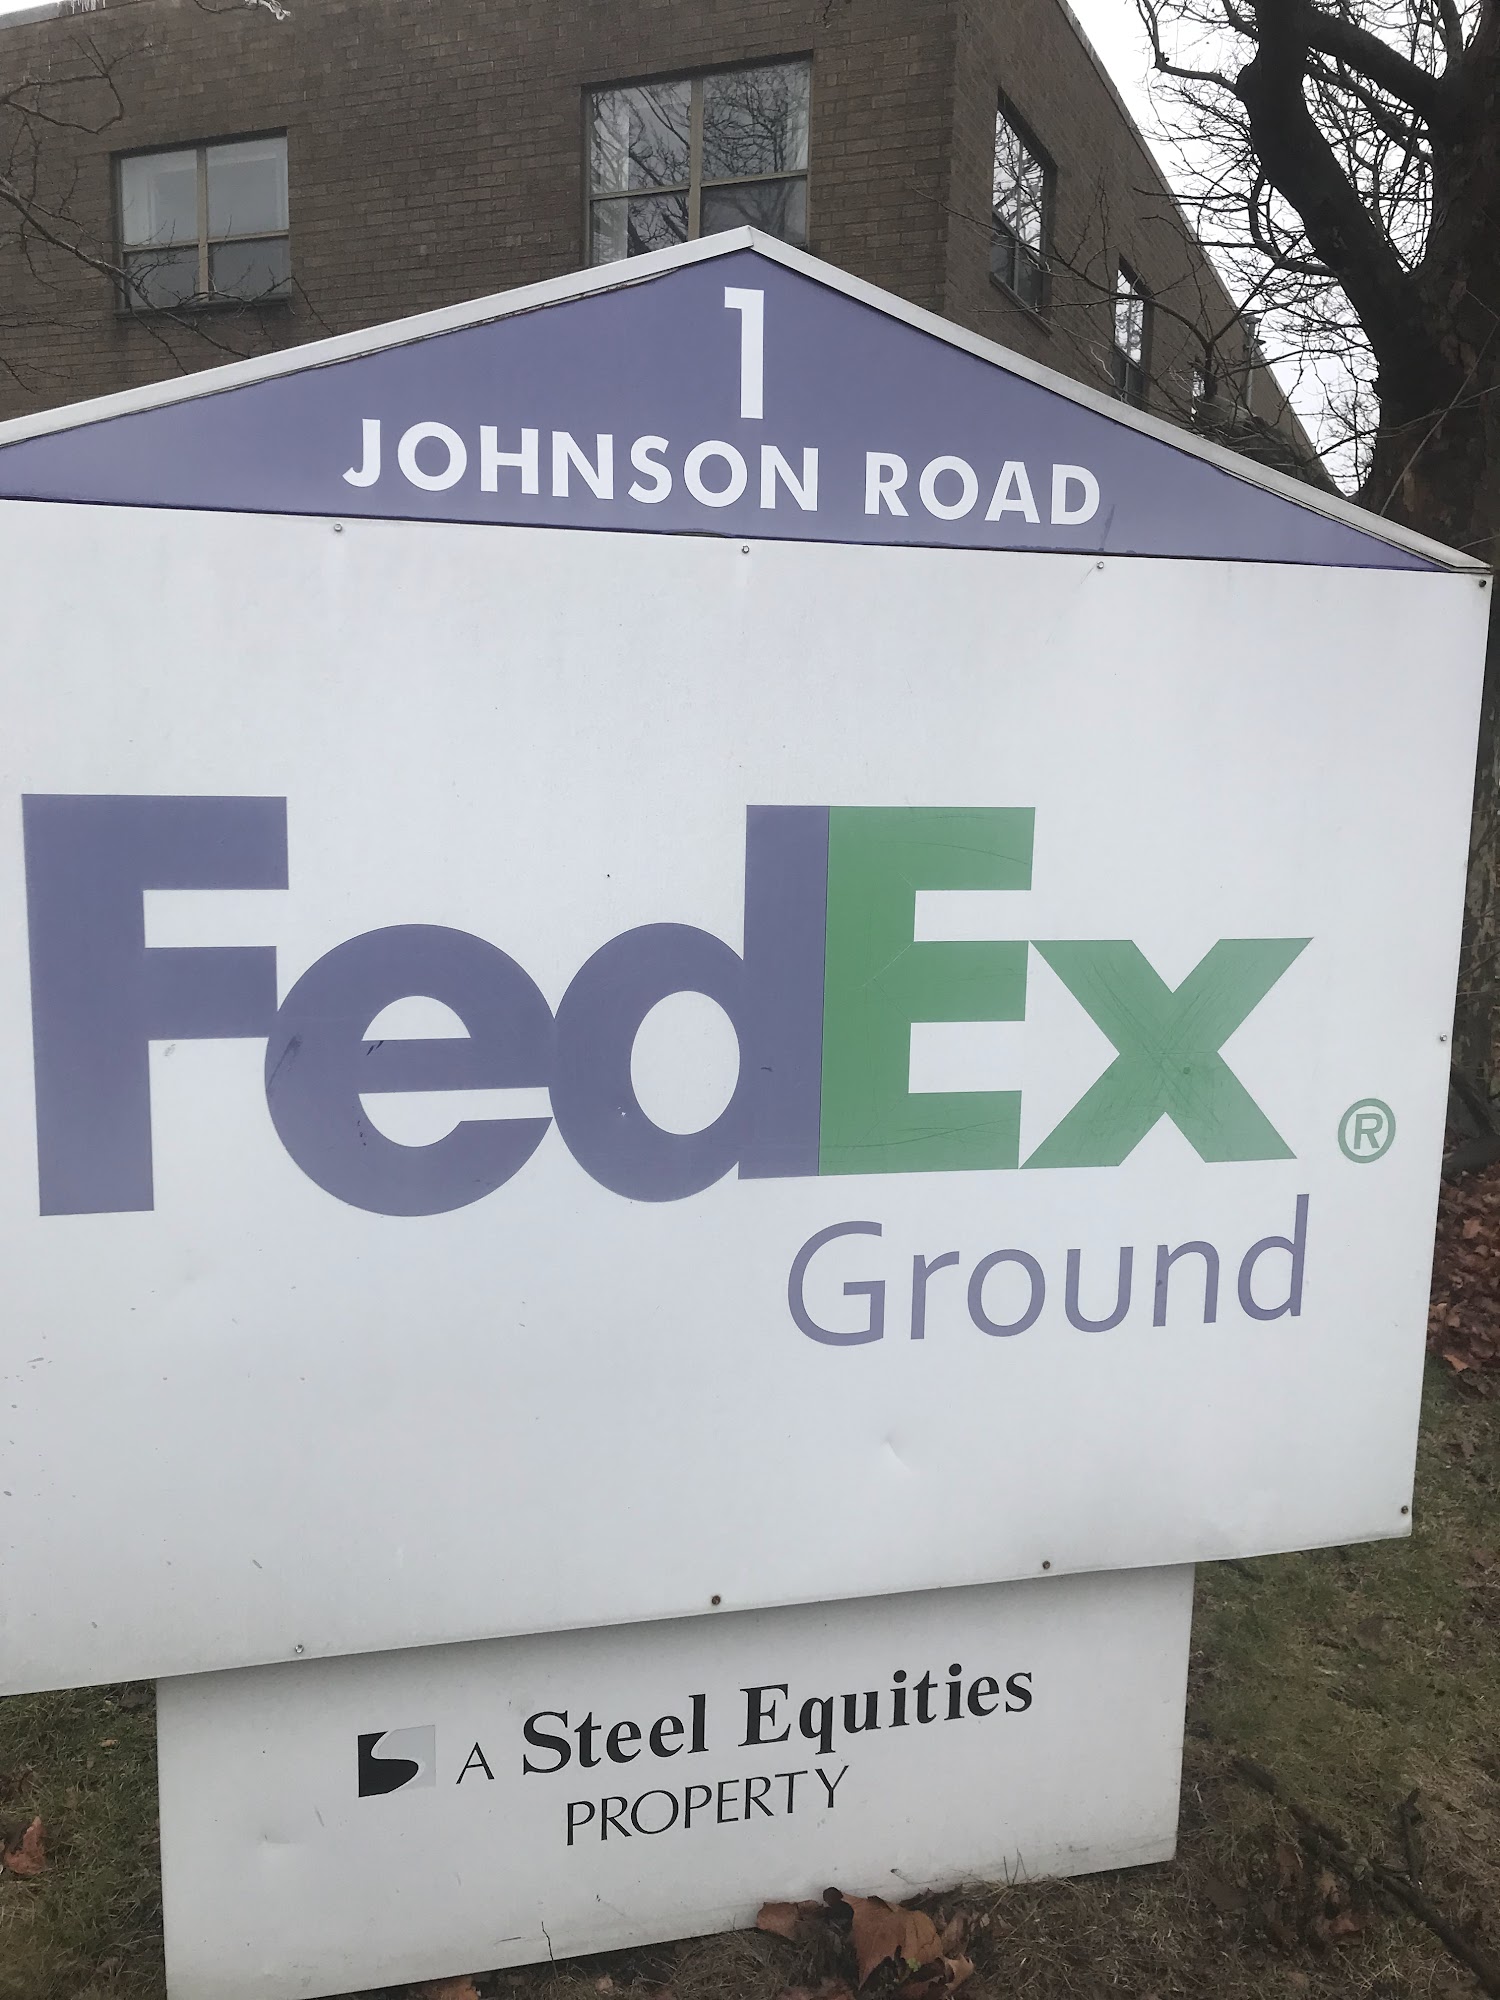 1
JOHNSON ROAD
FedEx®
Ground
A Steel Equities
PROPERTY